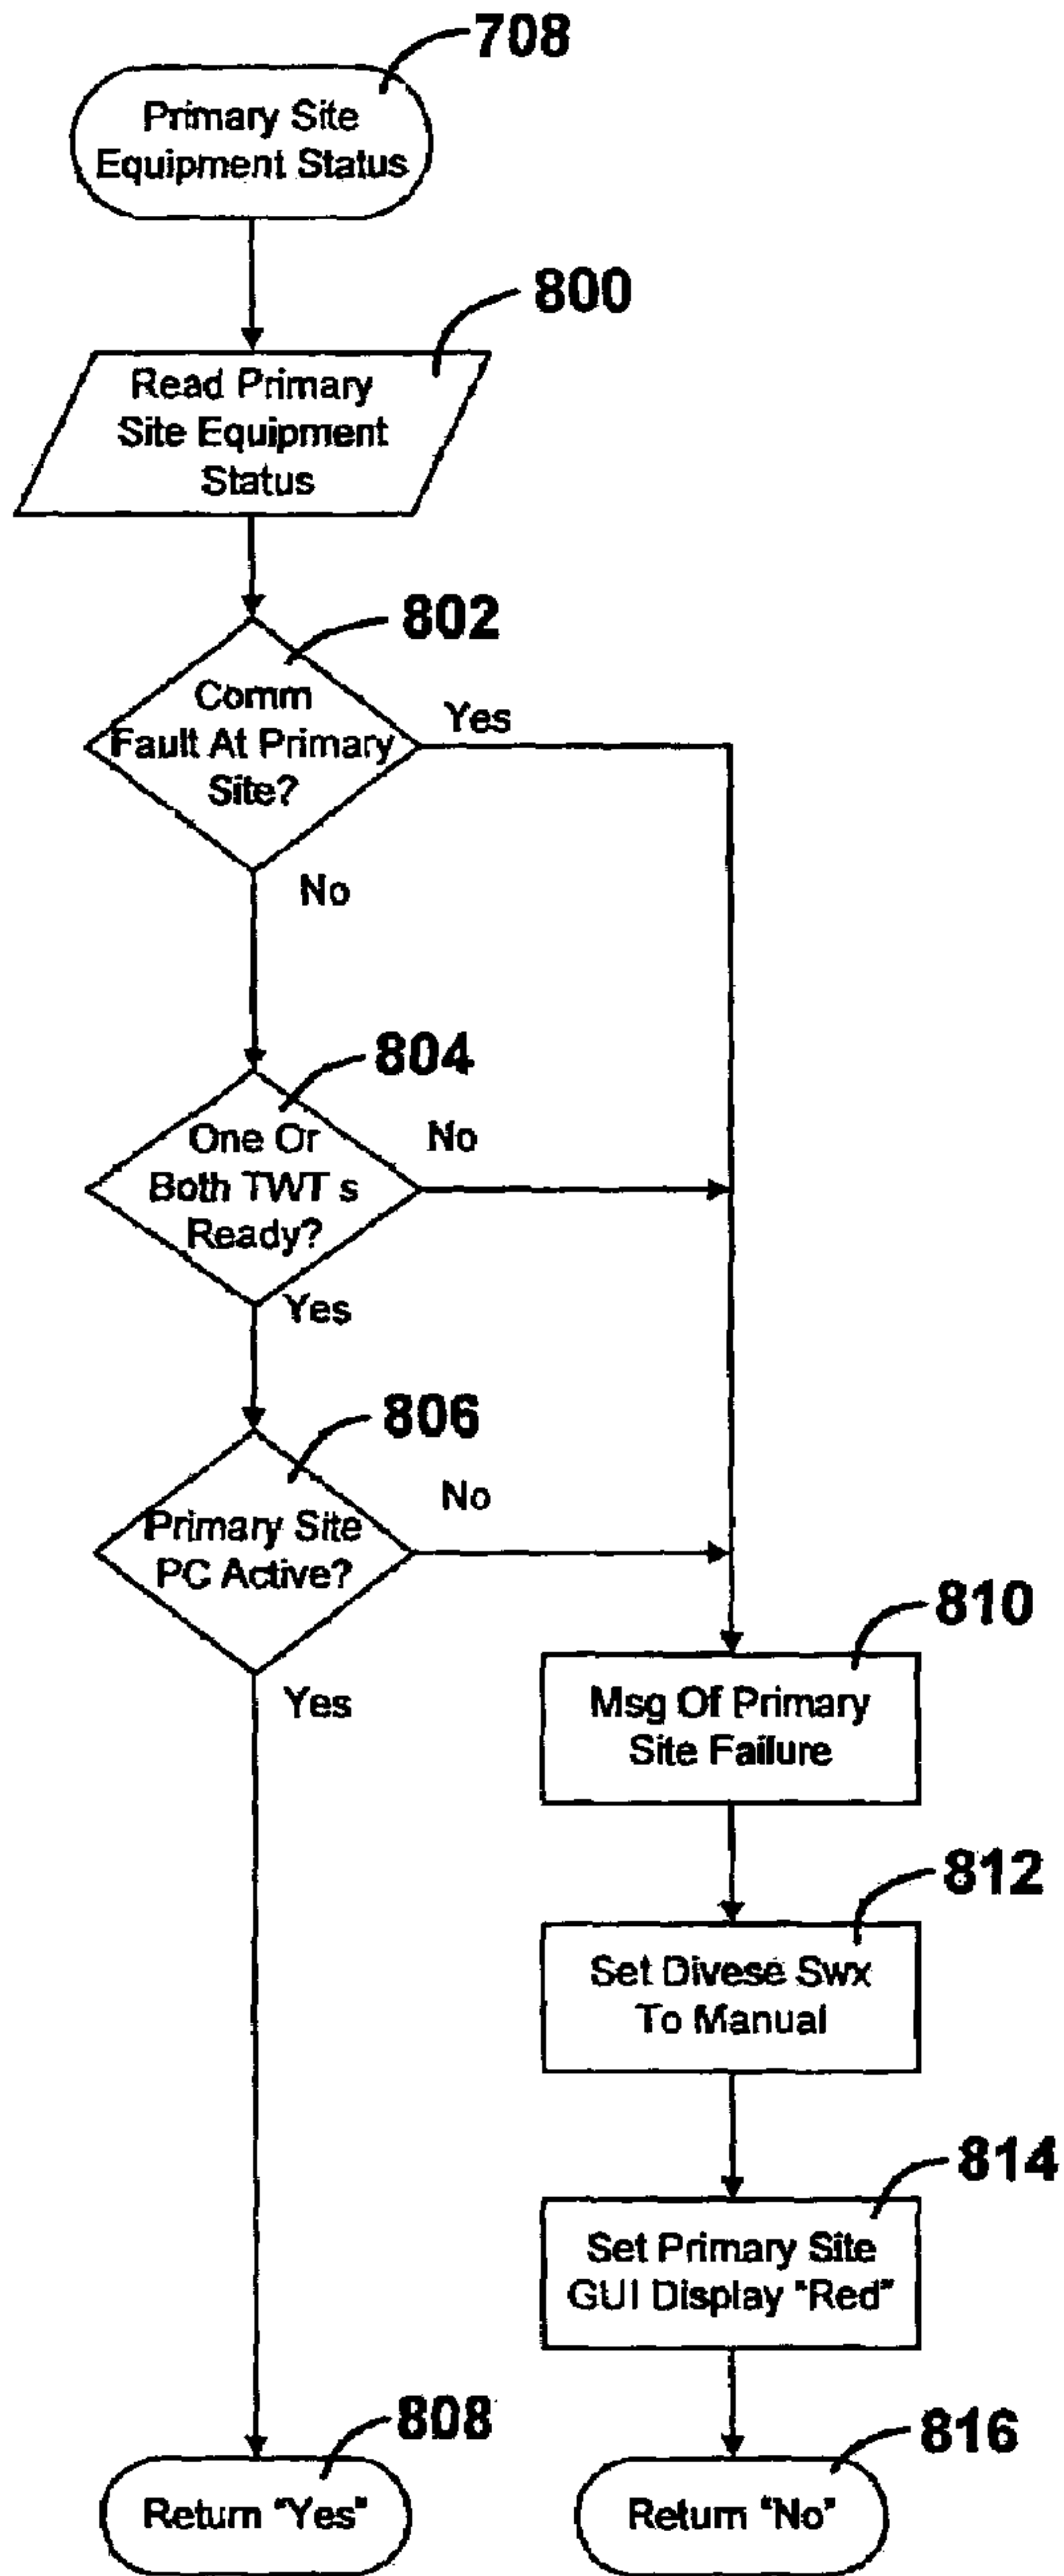 708
Primary Site
Equipment Status
800
Read Primary
Site Equipment
Status
802
Comm
Fault At Primary
Site?
Yes
No
804
One Or
Both TWT s
Ready?
No
Yes
806
Primary Site
PC Active?
No
Yes
810
Msg Of Primary
Site Failure
812
Set Divese Swx
To Manual
814
Set Primary Site
GUI Display "Red"
808
Return "Yes"
816
Return "No"